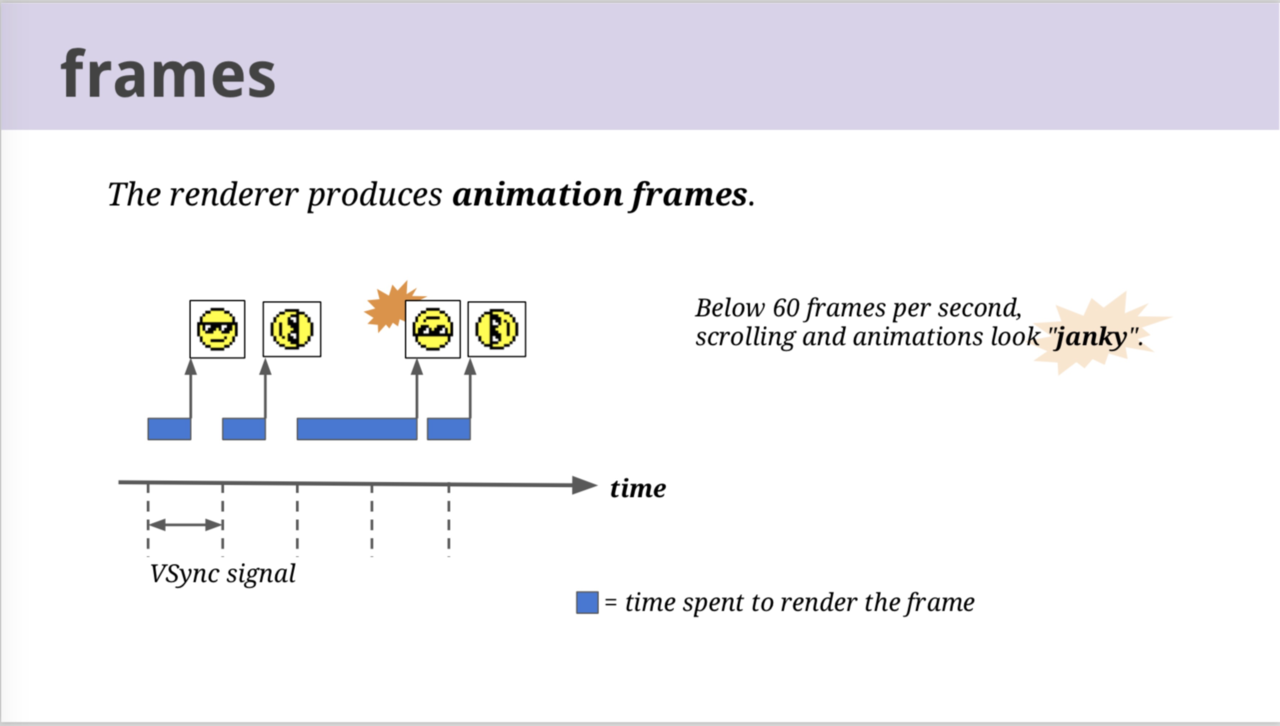 frames
The renderer produces animation frames.
Below 60 frames per second,
scrolling and animations look "janky".
time
VSync signal
= time spent to render the frame